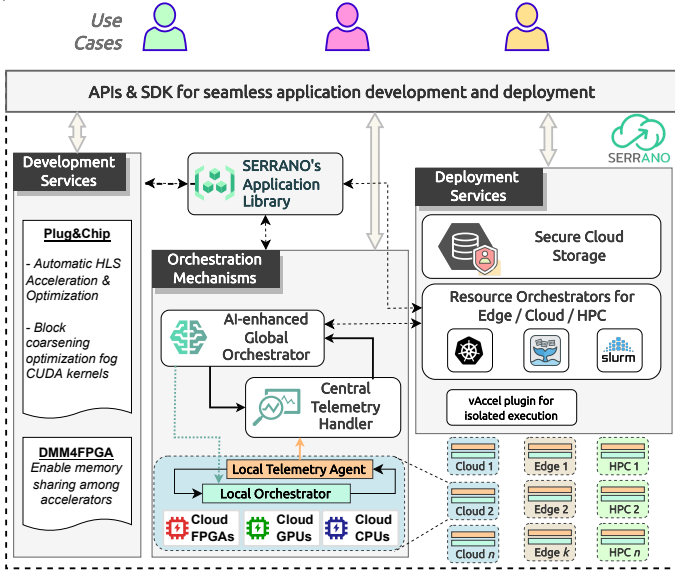 Use
Cases
APIs & SDK for seamless application development and deployment
SERRANO
Development
Services
SERRANO's
Application
Library
Deployment
Services
Plug&Chip
- Automatic HLS
Acceleration &
Optimization
- Block
coarsening
optimization fog
CUDA kernels
DMM4FPGA
Enable memory
sharing among
accelerators
Orchestration
Mechanisms
AI-enhanced
Global
Orchestrator
Central
Telemetry
Handler
Local Telemetry Agent
Local Orchestrator
Cloud
FPGAs
Cloud
GPUs
Cloud
CPUs
Secure Cloud
Storage
Resource Orchestrators for
Edge / Cloud / HPC
slurm
vAccel plugin for
isolated execution
Cloud 1
Edge 1
HPC 1
Cloud 2
Edge 2
HPC 2
Cloud n
Edge k
HPC n